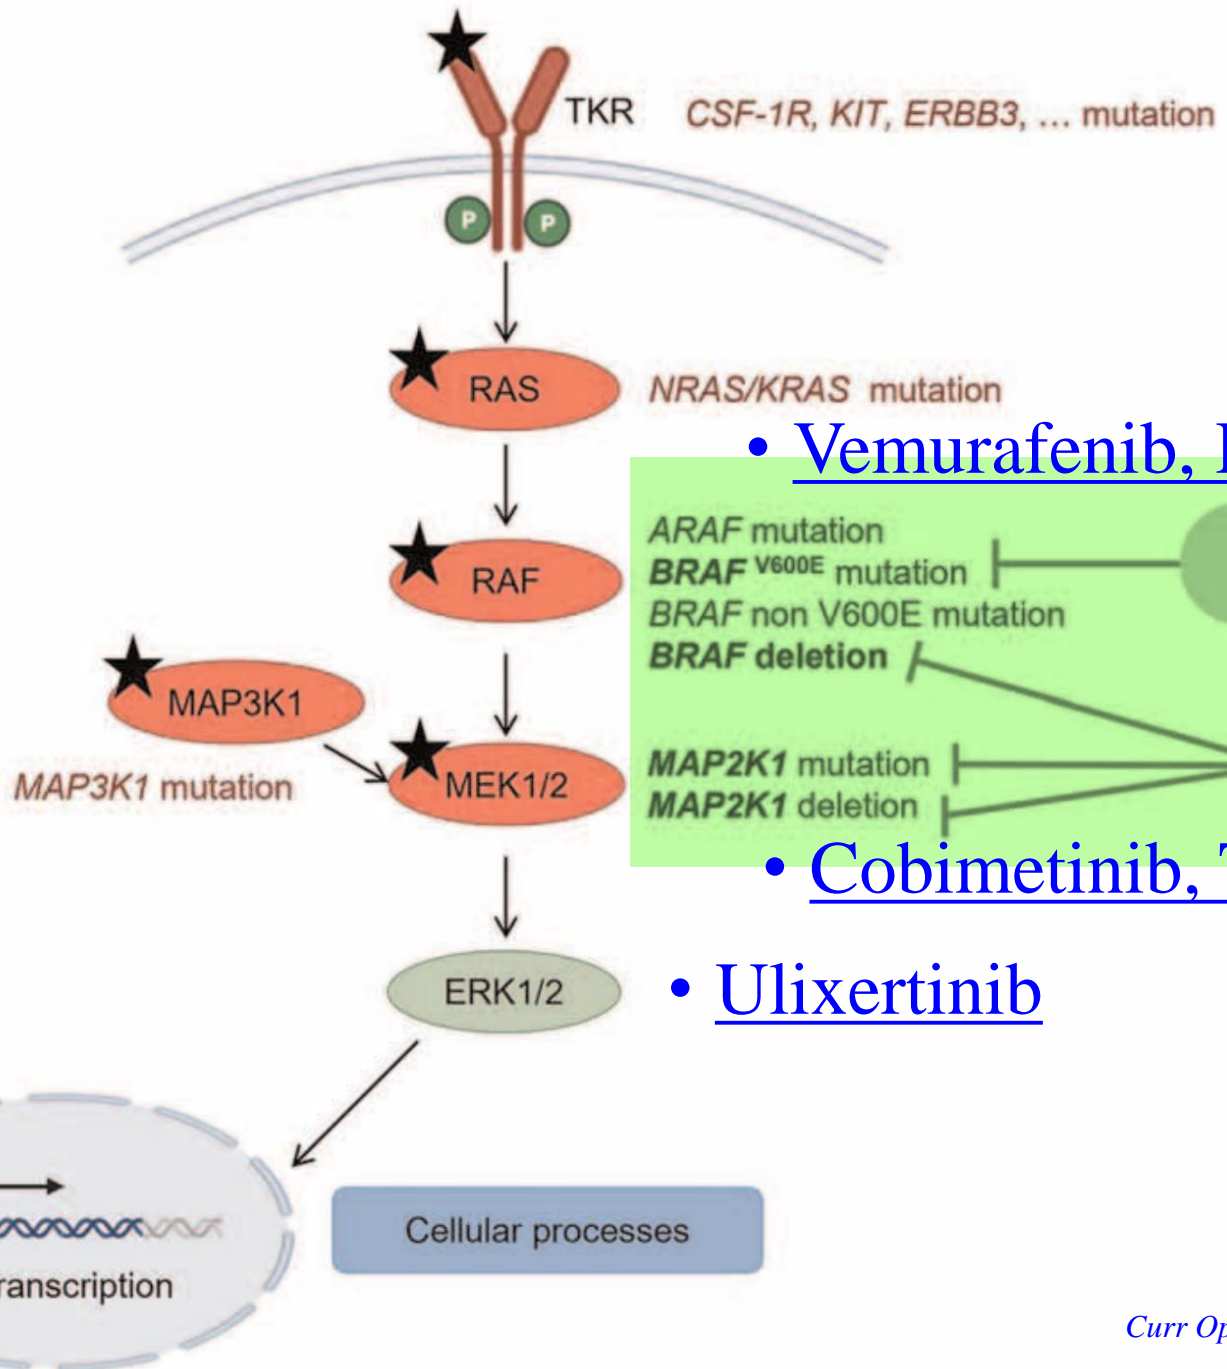 TKR CSF-1R, KIT, ERBB3, ... mutation
P P
RAS NRAS/KRAS mutation
• Vemurafenib,
ARAF mutation
BRAF V600E mutation
RAF
BRAF non V600E mutation
BRAF deletion
MAP3K1
MAP3K1 mutation
MEK1/2
MAP2K1 mutation
MAP2K1 deletion
• Cobimetinib,
ERK1/2
• Ulixertinib
Cellular processes
ranscription
Curr Op